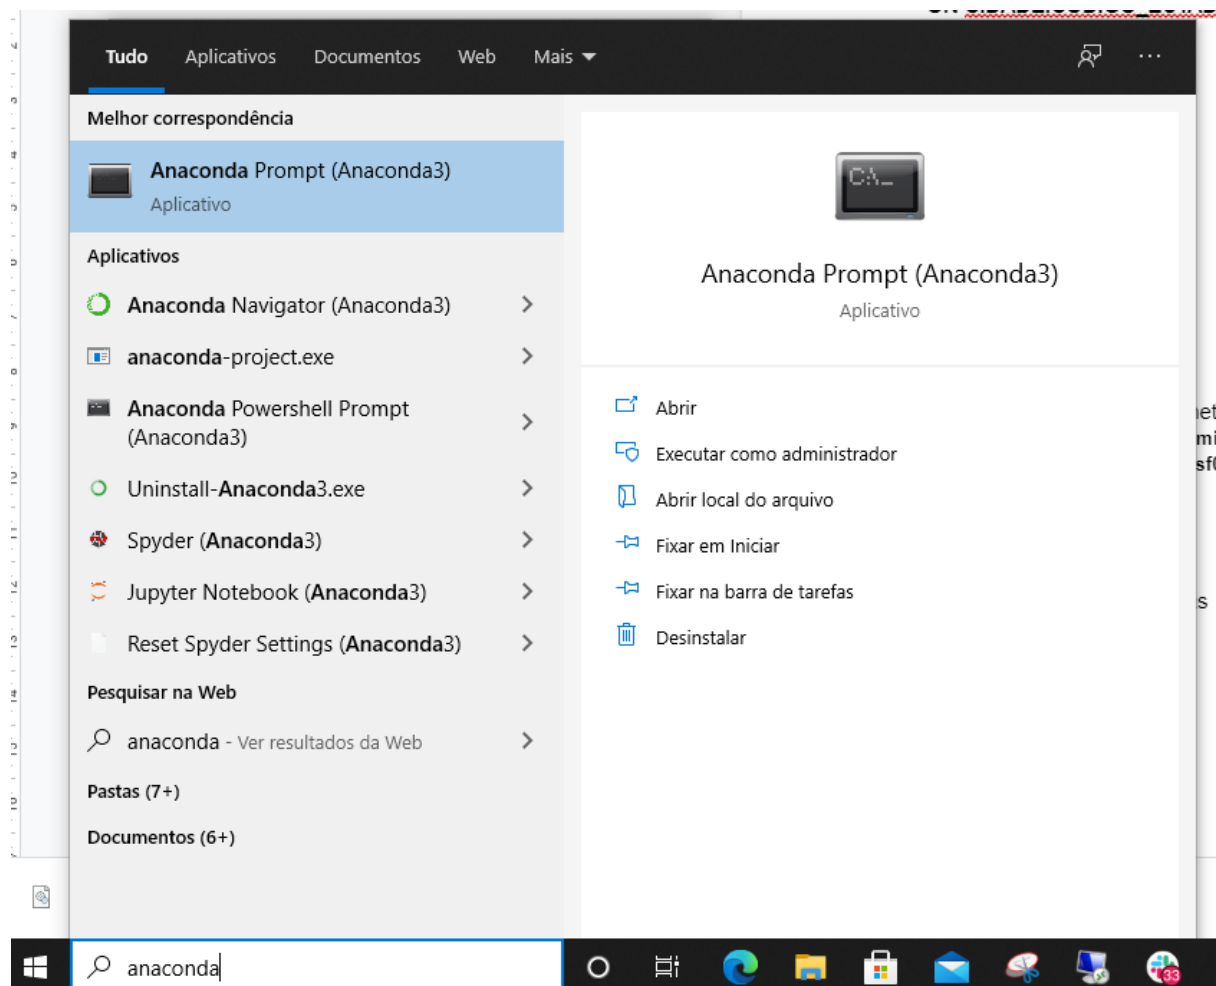 Tudo Aplicativos Documentos Web Mais
Melhor correspondência
Anaconda Prompt (Anaconda3)
Aplicativo
Aplicativos
Anaconda Navigator (Anaconda3)
anaconda-project.exe
Anaconda Powershell Prompt
(Anaconda3)
Uninstall-Anaconda3.exe
Spyder (Anaconda3)
Jupyter Notebook (Anaconda3)
Reset Spyder Settings (Anaconda3)
Pesquisar na Web
anaconda - Ver resultados da Web
Pastas (7+)
Documentos (6+)
C:\_
Anaconda Prompt (Anaconda3)
Aplicativo
Abrir
Executar como administrador
Abrir local do arquivo
Fixar em Iniciar
Fixar na barra de tarefas
Desinstalar
anaconda
33